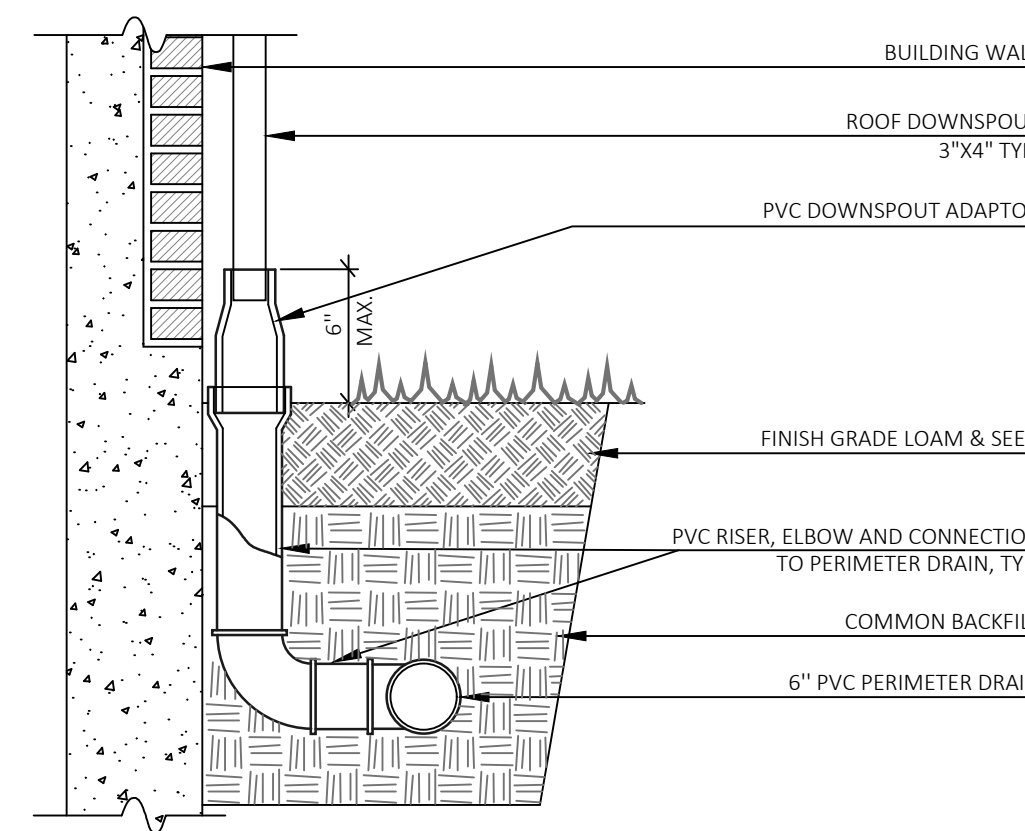 BUILDING WAL
ROOF DOWNSPOU
3"X4" TY
PVC DOWNSPOUT ADAPTO
6"
MAX.
FINISH GRADE LOAM & SEE
PVC RISER, ELBOW AND CONNECTIO
TO PERIMETER DRAIN, TY
COMMON BACKFIL
6" PVC PERIMETER DRAI